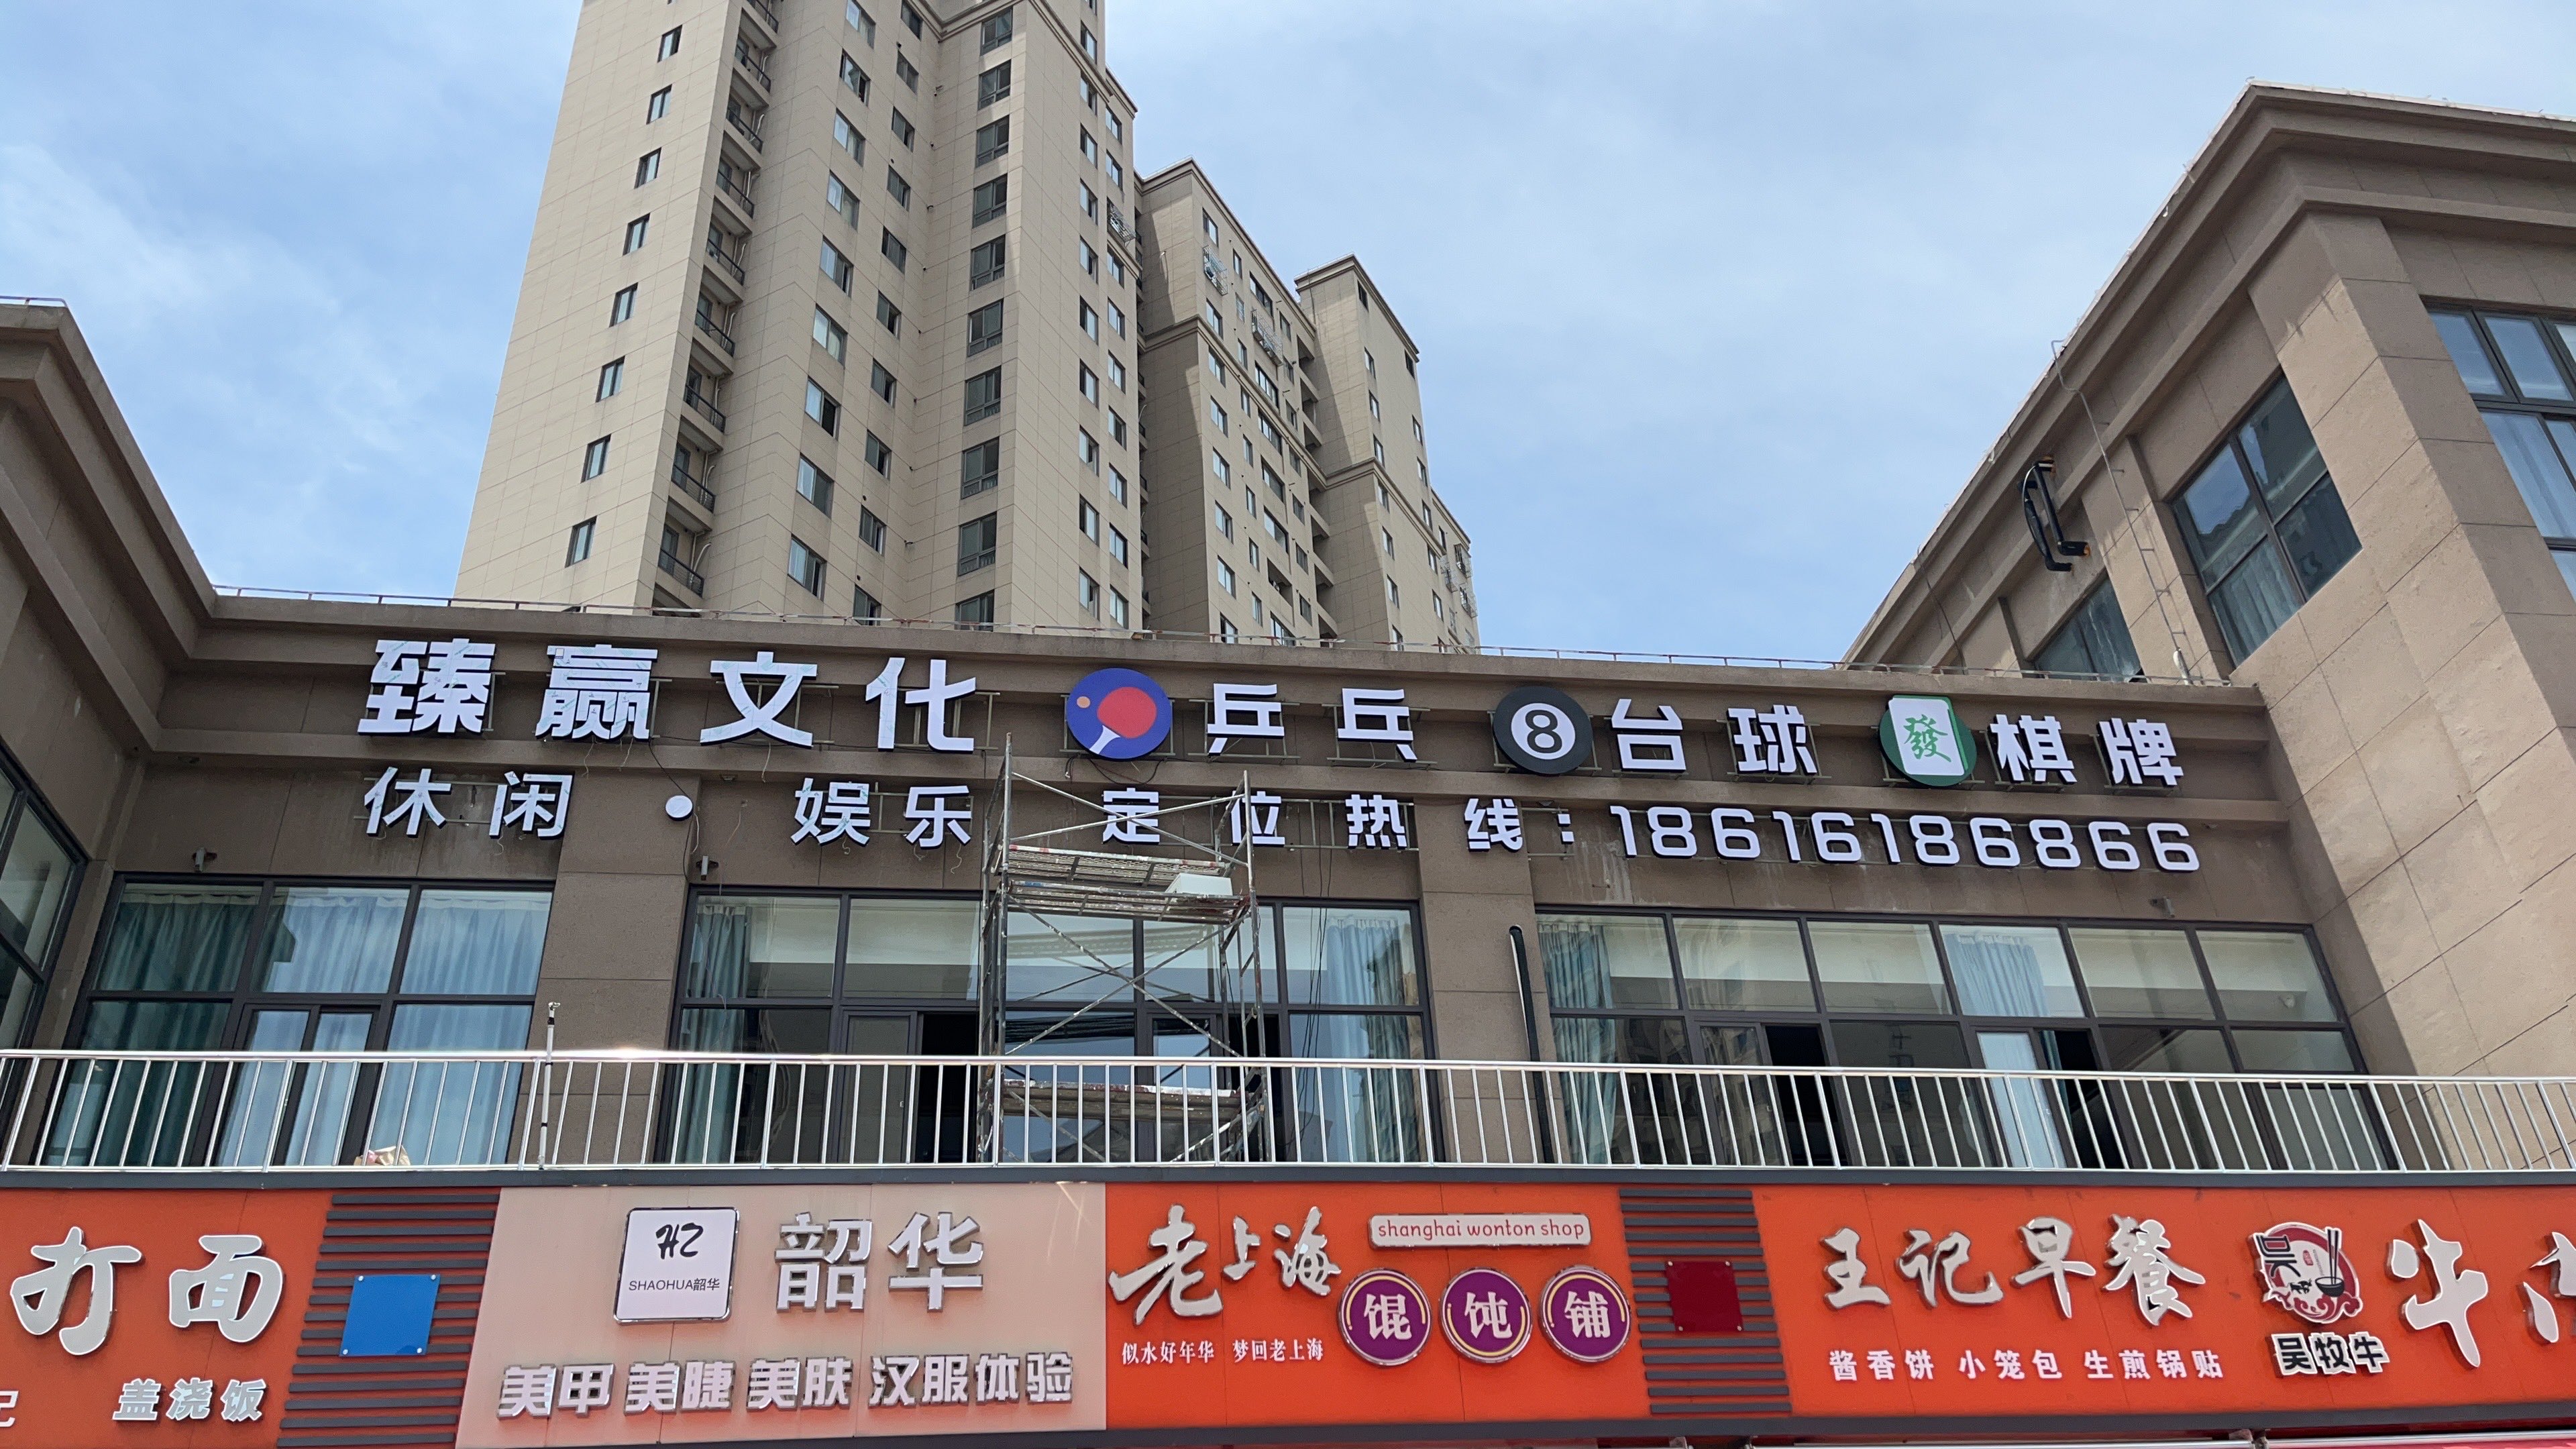 臻赢文化 乒乓 8 台球 發 棋牌
休闲·娱乐 定位热线:18616186866
打面
盖浇饭
HZ
SHAOHUA韶华
韶华
美甲 美睫 美肤 汉服体验
老上海
shanghai wonton shop
馄饨铺
似水好年华 梦回老上海
王记早餐
酱香饼 小笼包 生煎锅贴
吴
吴牧牛
牛